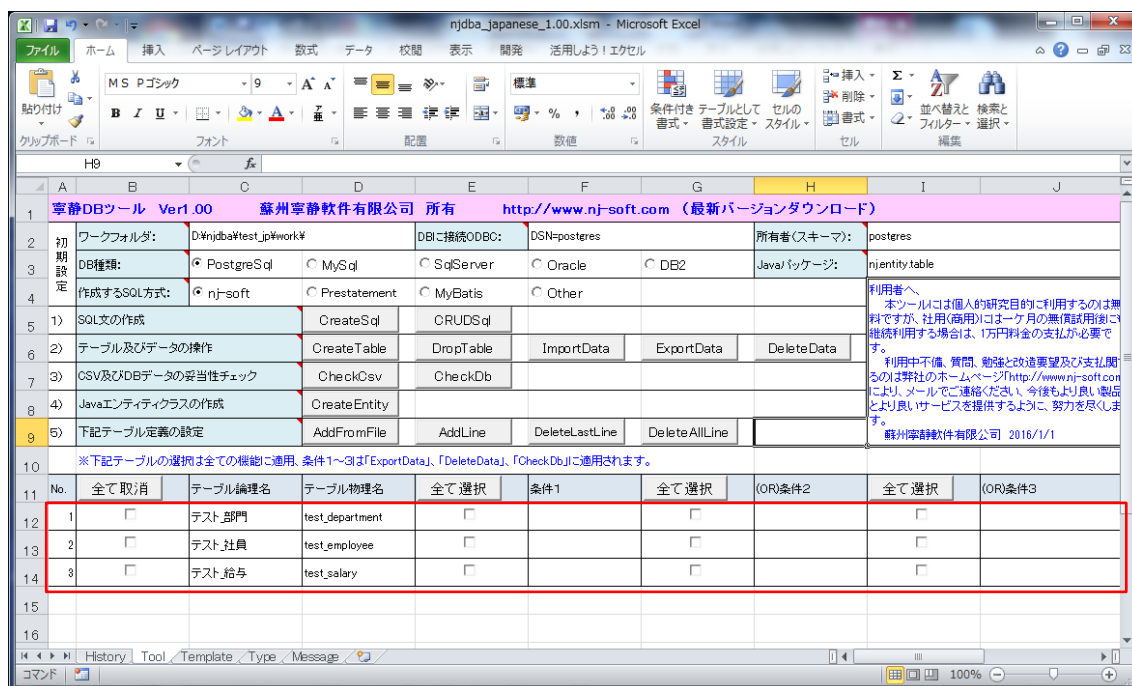 njdba_japanese_1.00.xlsm - Microsoft Excel
ファイル ホーム 挿入 ページ レイアウト 数式 データ 校閲 表示 開発 活用しよう！エクセル
貼り付け
MS Pゴシック 9 標準
B I U
条件付き書式 テーブルとして書式設定 セルのスタイル
挿入
削除
書式
並べ替えとフィルター 検索と選択
クリップボード フォント 配置 数値 スタイル セル 編集
H9 fx
A B C D E F G H I J
1 寧静DBツール Ver1.00 蘇州寧静軟件有限公司 所有 http://www.nj-soft.com （最新バージョンダウンロード）
初期設定
2 ワークフォルダ: D:¥njdba¥test_jp¥work¥ DBに接続ODBC: DSN=postgres 所有者(スキーマ): postgres
3 DB種類: PostgreSql MySql SqlServer Oracle DB2 Javaパッケージ: nj.entity.table
4 作成するSQL方式: nj-soft Prestatement MyBatis Other
5 1) SQL文の作成 CreateSql CRUDSql
6 2) テーブル及びデータの操作 CreateTable DropTable ImportData ExportData DeleteData
7 3) CSV及びDBデータの妥当性チェック CheckCsv CheckDb
8 4) Javaエンティティクラスの作成 CreateEntity
9 5) 下記テーブル定義の設定 AddFromFile AddLine DeleteLastLine DeleteAllLine
利用者へ、
本ツールには個人的研究目的に利用するのは無
料ですが、社用(商用)には一ケ月の無償試用後に
継続利用する場合は、1万円料金の支払が必要で
す。
利用中不備、質問、勉強と改造要望及び支払関す
るのは弊社のホームページ「http://www.nj-soft.com
により、メールでご連絡ください、今後もより良い製品
とより良いサービスを提供するように、努力を尽くしま
す。
蘇州寧静軟件有限公司 2016/1/1
10 ※下記テーブルの選択は全ての機能に適用、条件1～3は「ExportData」、「DeleteData」、「CheckDb」に適用されます。
11 No. 全て取消 テーブル論理名 テーブル物理名 全て選択 条件1 全て選択 (OR)条件2 全て選択 (OR)条件3
12 1 テスト_部門 test_department
13 2 テスト_社員 test_employee
14 3 テスト_給与 test_salary
15
16
History Tool Template Type Message
コマンド 100%